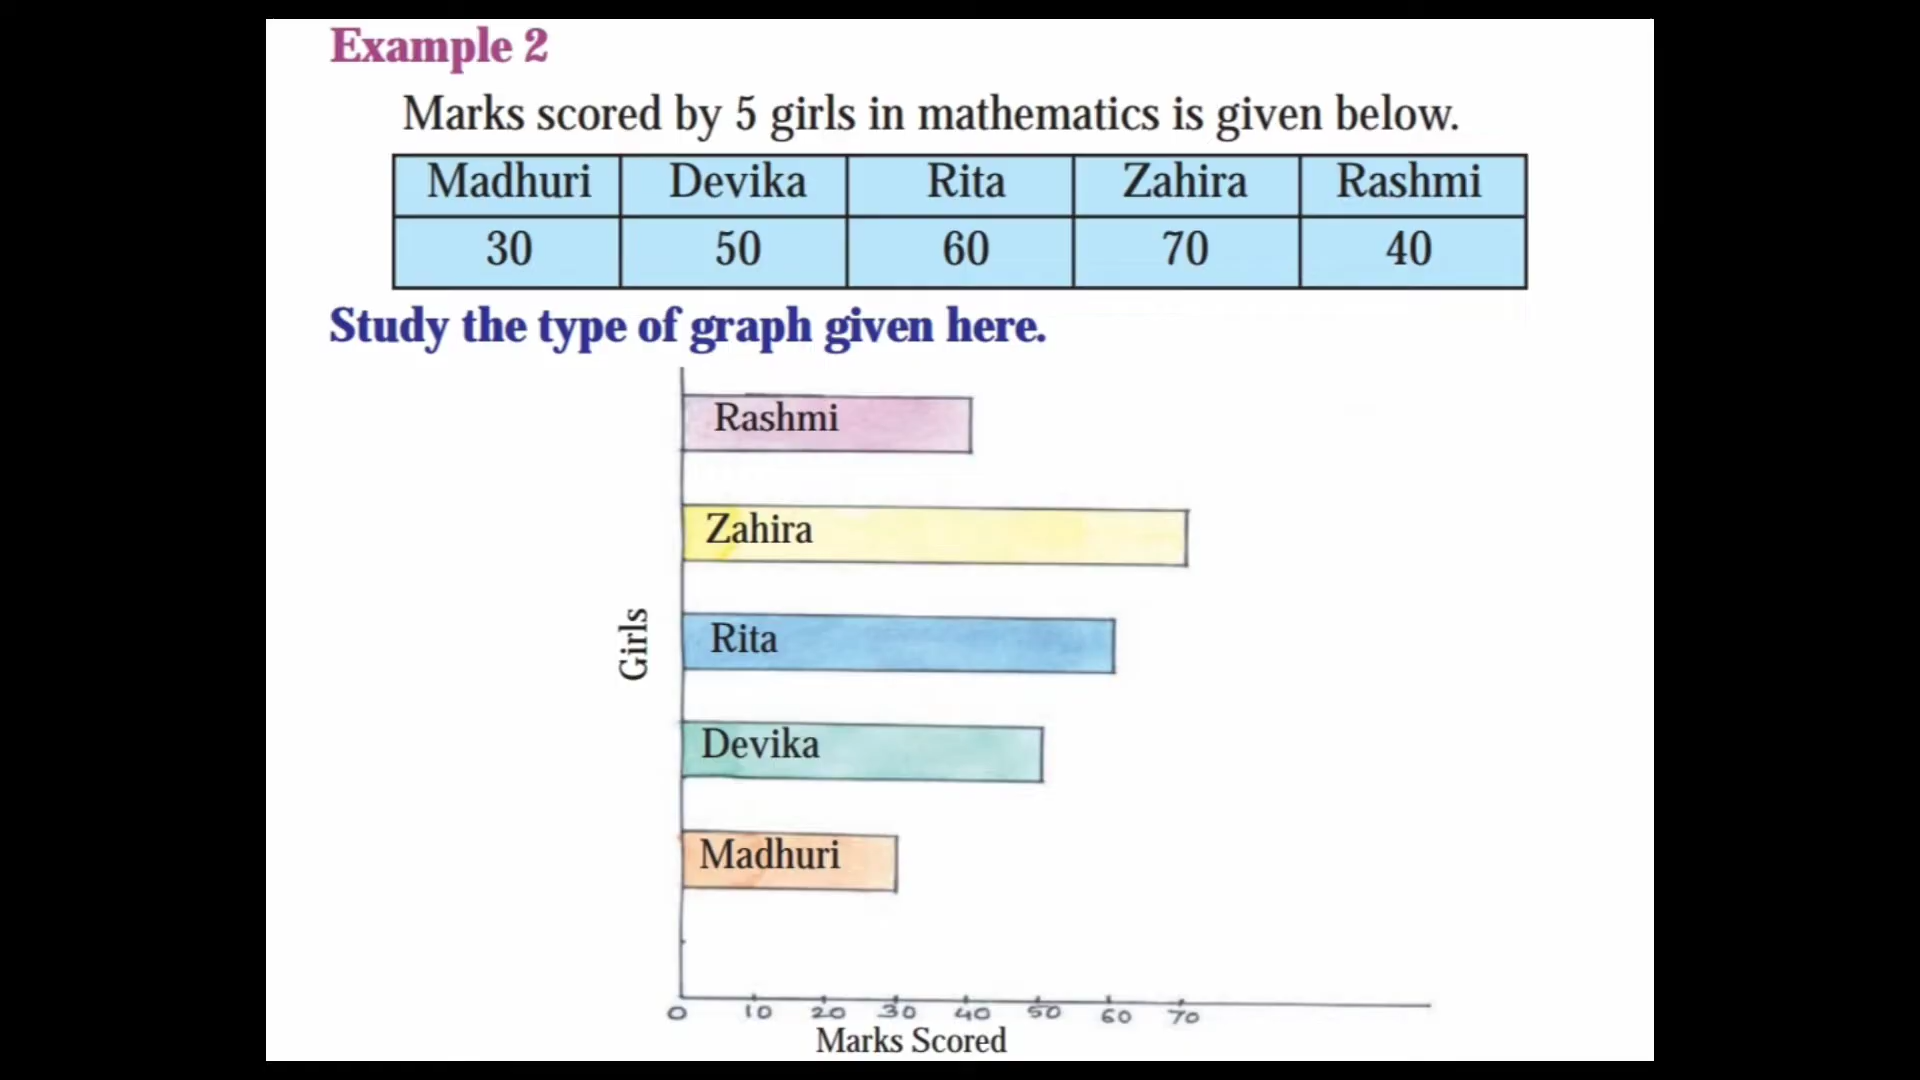 Example 2
Marks scored by 5 girls in mathematics is given below.
Madhuri Devika Rita Zahira Rashmi
30 50 60 70 40
Study the type of graph given here.
Rashmi
Zahira
Rita
Girls
Devika
Madhuri
0 10 20 30 40 50 60 70
Marks Scored